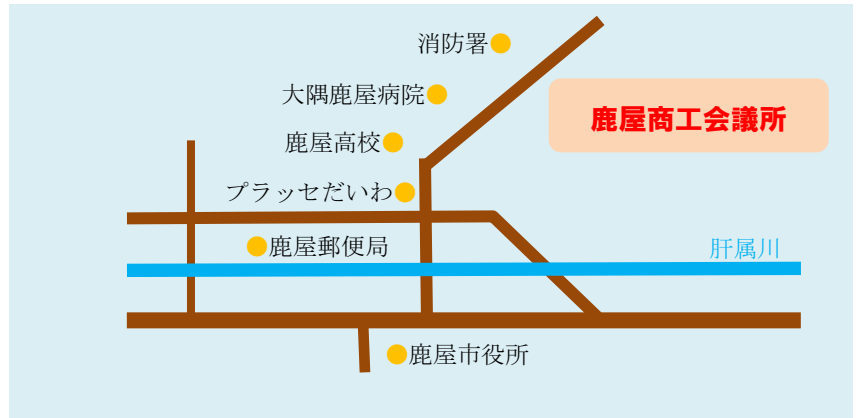 消防署
大隅鹿屋病院
鹿屋商工会議所
鹿屋高校
プラッセだいわ
鹿屋郵便局
肝属川
鹿屋市役所